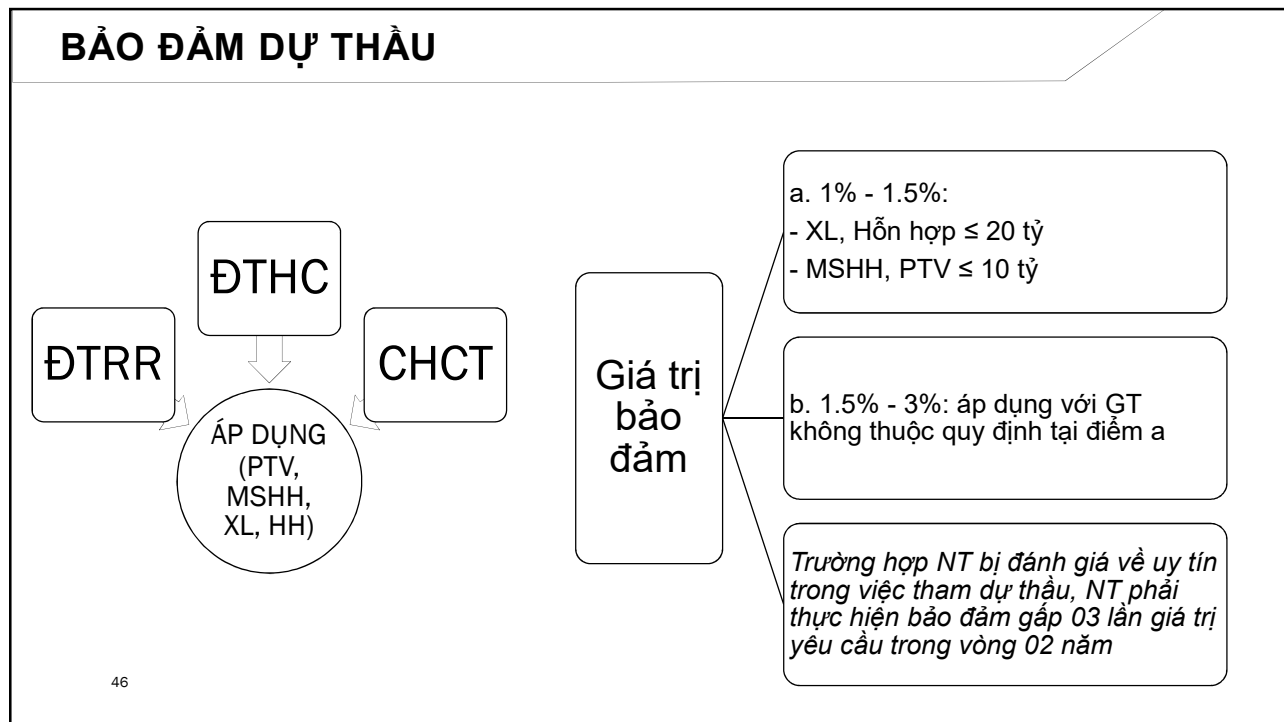 BẢO ĐẢM DỰ THẦU
ĐTRR
ĐTHC
CHCT
ÁP DỤNG
(PTV,
MSHH,
XL, HH)
Giá trị
bảo
đảm
a. 1% - 1.5%:
- XL, Hỗn hợp ≤ 20 tỷ
- MSHH, PTV ≤ 10 tỷ
b. 1.5% - 3%: áp dụng với GT
không thuộc quy định tại điểm a
Trường hợp NT bị đánh giá về uy tín
trong việc tham dự thầu, NT phải
thực hiện bảo đảm gấp 03 lần giá trị
yêu cầu trong vòng 02 năm
46